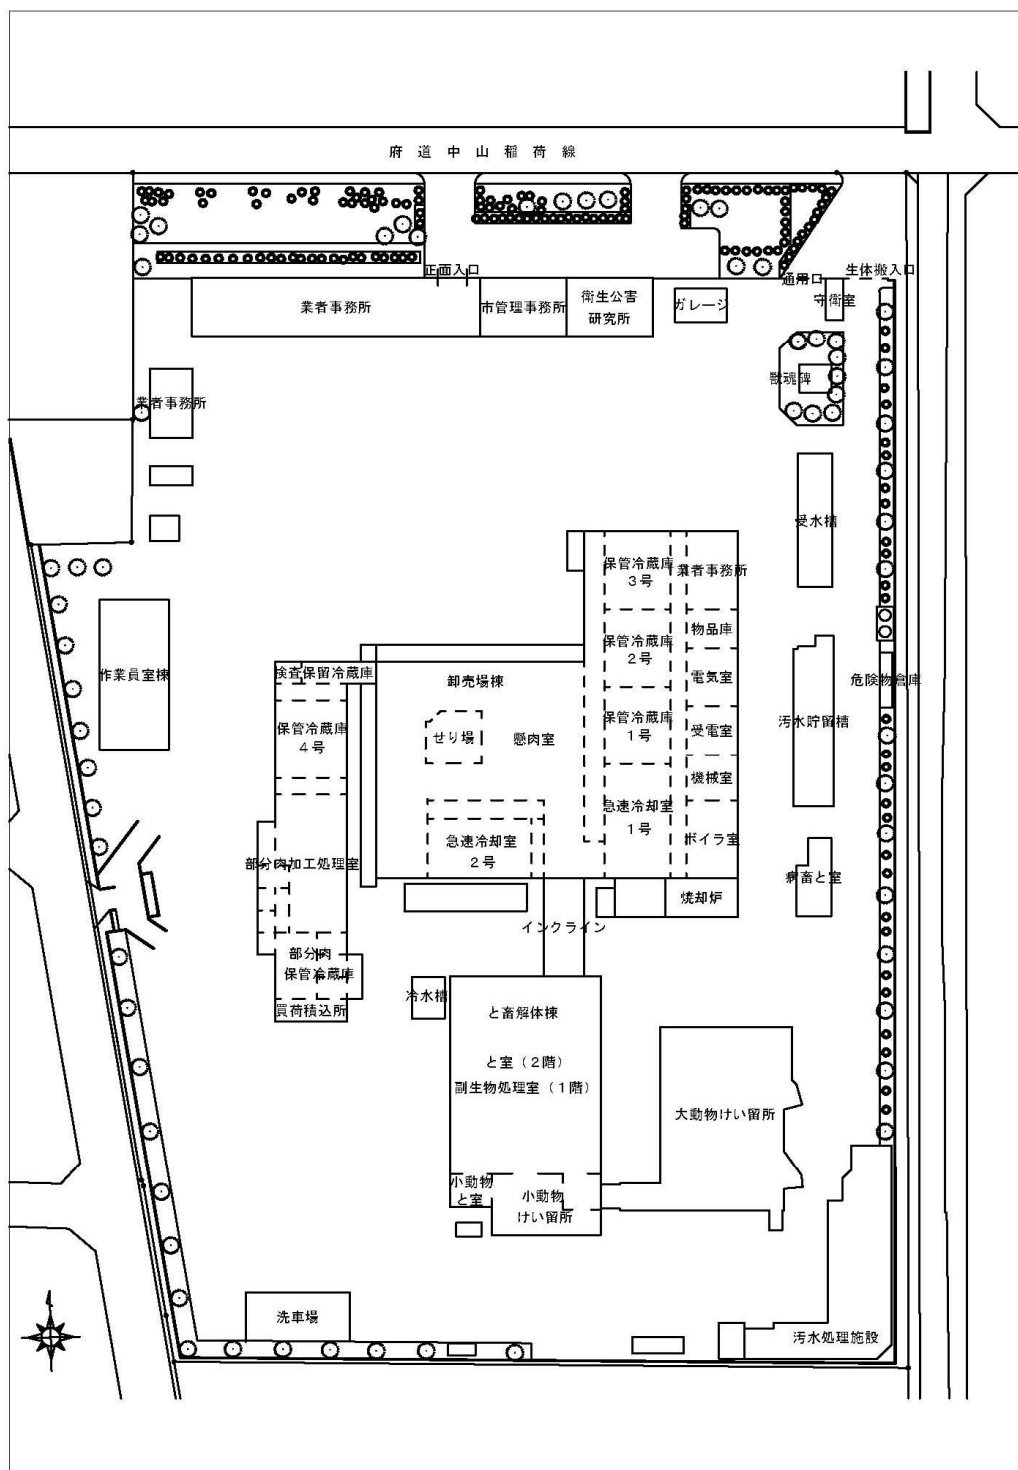 府道中山稲荷線
正面入口
通用口
生体搬入口
業者事務所
市管理事務所
衛生公害
研究所
ガレージ
守衛室
獣魂碑
業者事務所
受水槽
保管冷蔵庫
3号
業者事務所
物品庫
保管冷蔵庫
2号
電気室
作業員室棟
検査保留冷蔵庫
卸売場棟
危険物倉庫
保管冷蔵庫
4号
せり場
懸肉室
保管冷蔵庫
1号
受電室
汚水貯留槽
機械室
急速冷却室
1号
ボイラ室
急速冷却室
2号
部分肉加工処理室
病畜と室
焼却炉
インクライン
部分肉
保管冷蔵庫
冷水槽
買荷積込所
と畜解体棟
と室(2階)
副生物処理室(1階)
大動物けい留所
小動物
と室
小動物
けい留所
洗車場
汚水処理施設